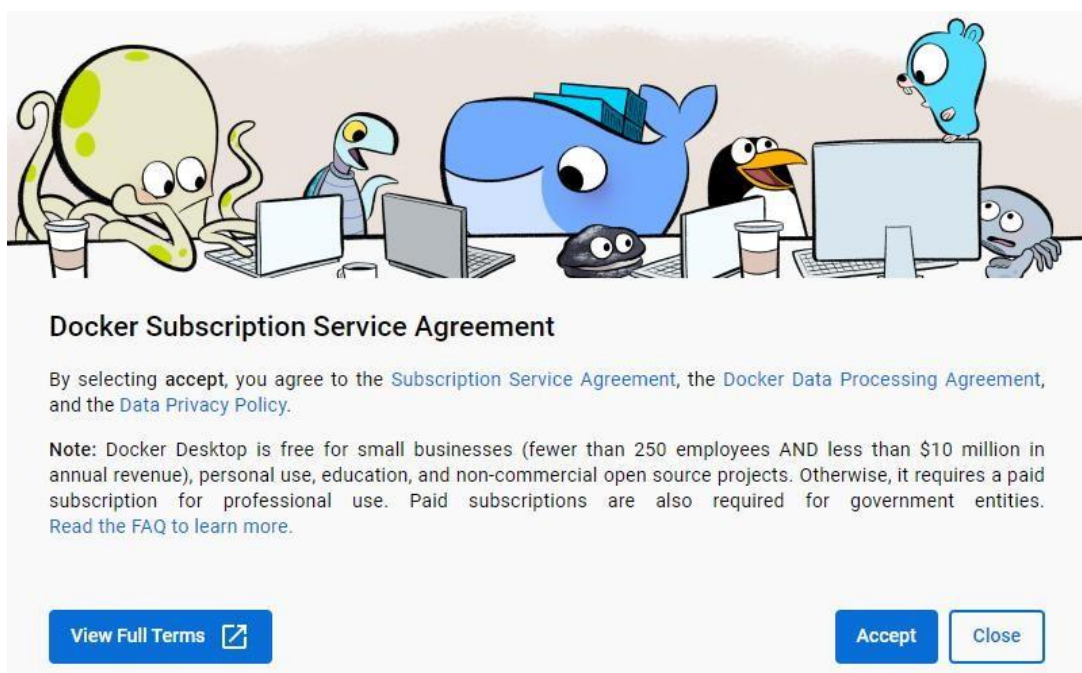 Docker Subscription Service Agreement
By selecting accept, you agree to the Subscription Service Agreement, the Docker Data Processing Agreement,
and the Data Privacy Policy.
Note: Docker Desktop is free for small businesses (fewer than 250 employees AND less than $10 million in
annual revenue), personal use, education, and non-commercial open source projects. Otherwise, it requires a paid
subscription for professional use. Paid subscriptions are also required for government entities.
Read the FAQ to learn more.
View Full Terms
Accept
Close